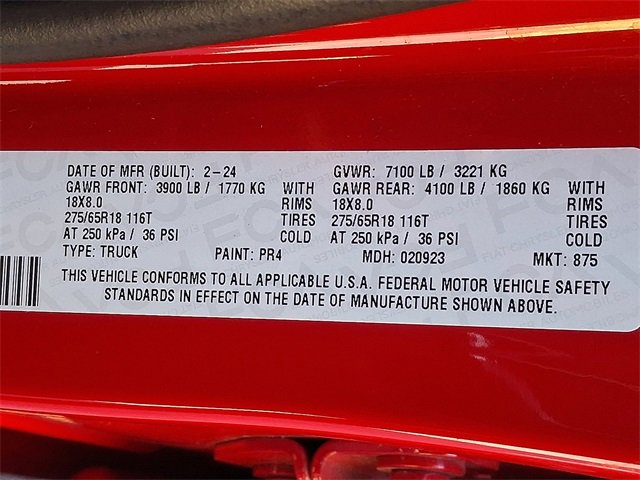 DATE OF MFR (BUILT): 2-24 GVWR: 7100 LB / 3221 KG
GAWR FRONT: 3900 LB / 1770 KG WITH GAWR REAR: 4100 LB / 1860 KG WITH
18X8.0 RIMS 18X8.0 RIMS
275/65R18 116T TIRES 275/65R18 116T TIRES
AT 250 kPa / 36 PSI COLD AT 250 kPa / 36 PSI COLD
TYPE: TRUCK PAINT: PR4 MDH: 020923 MKT: 875
THIS VEHICLE CONFORMS TO ALL APPLICABLE U.S.A. FEDERAL MOTOR VEHICLE SAFETY
STANDARDS IN EFFECT ON THE DATE OF MANUFACTURE SHOWN ABOVE.